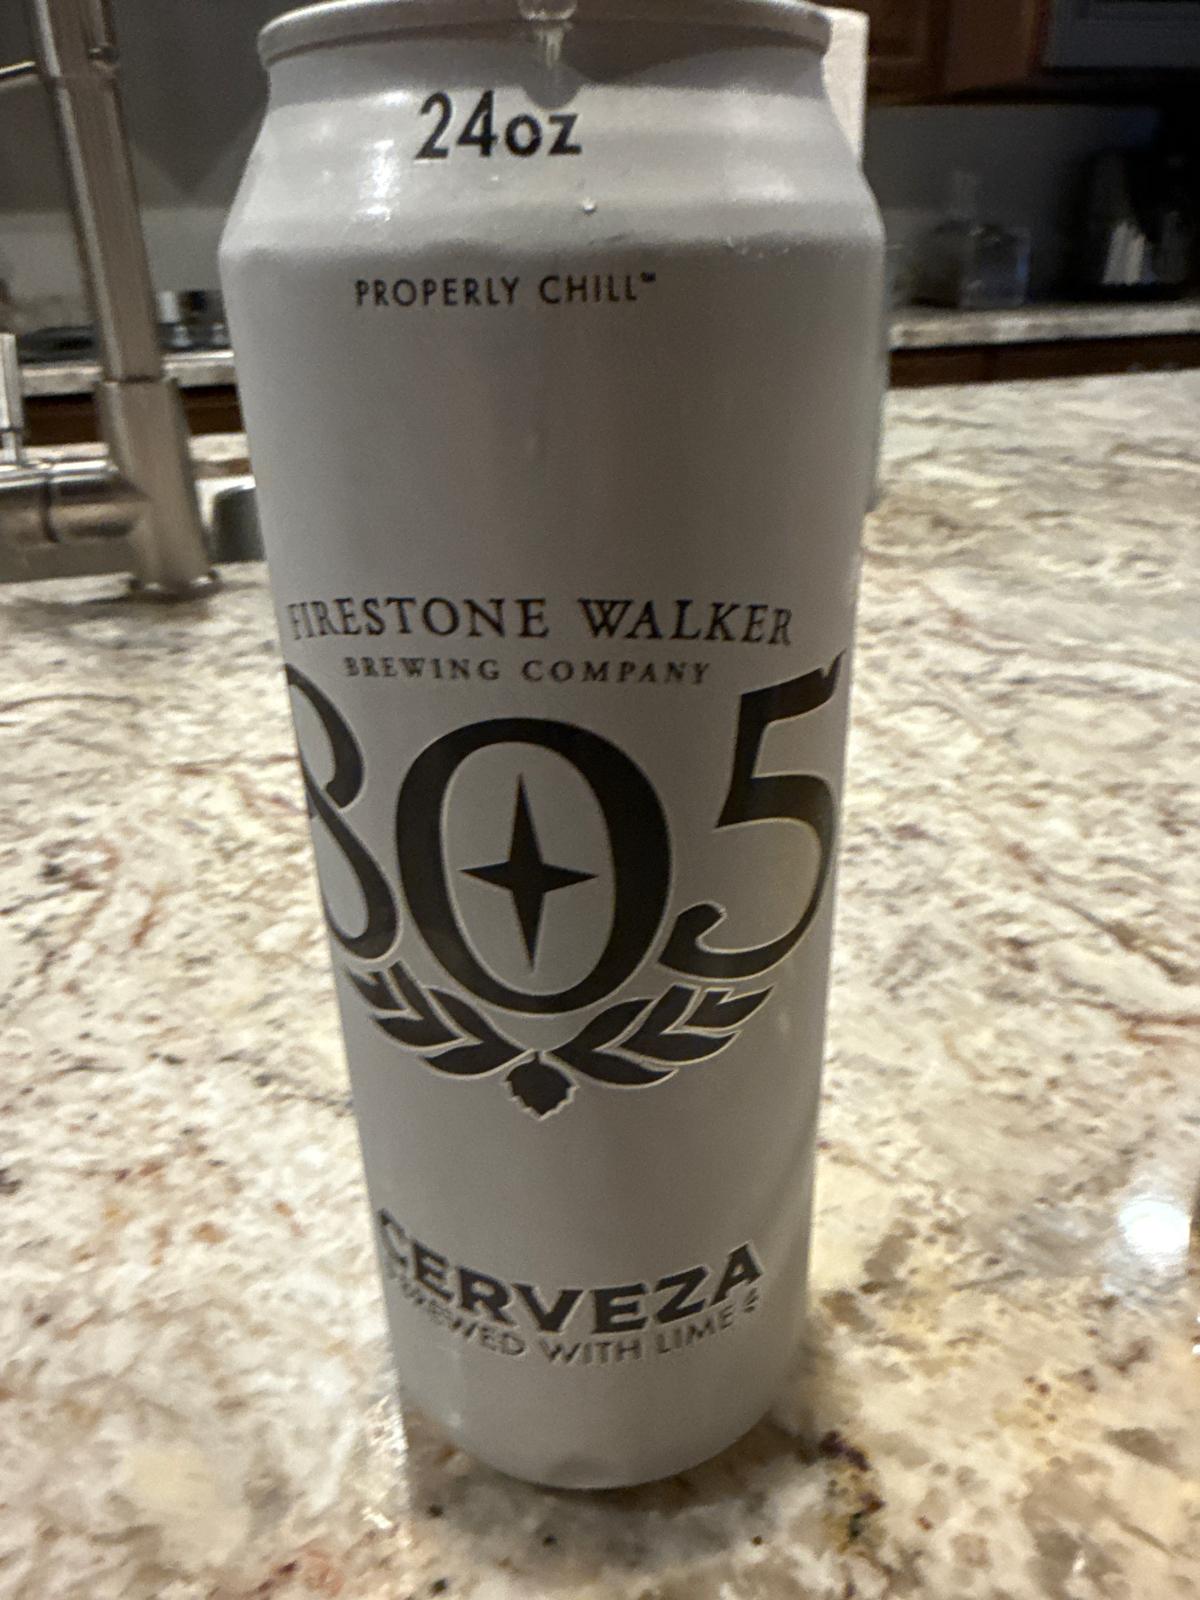 24oz
PROPERLY CHILL™
FIRESTONE WALKER
BREWING COMPANY
805
CERVEZA
BREWED WITH LIME &